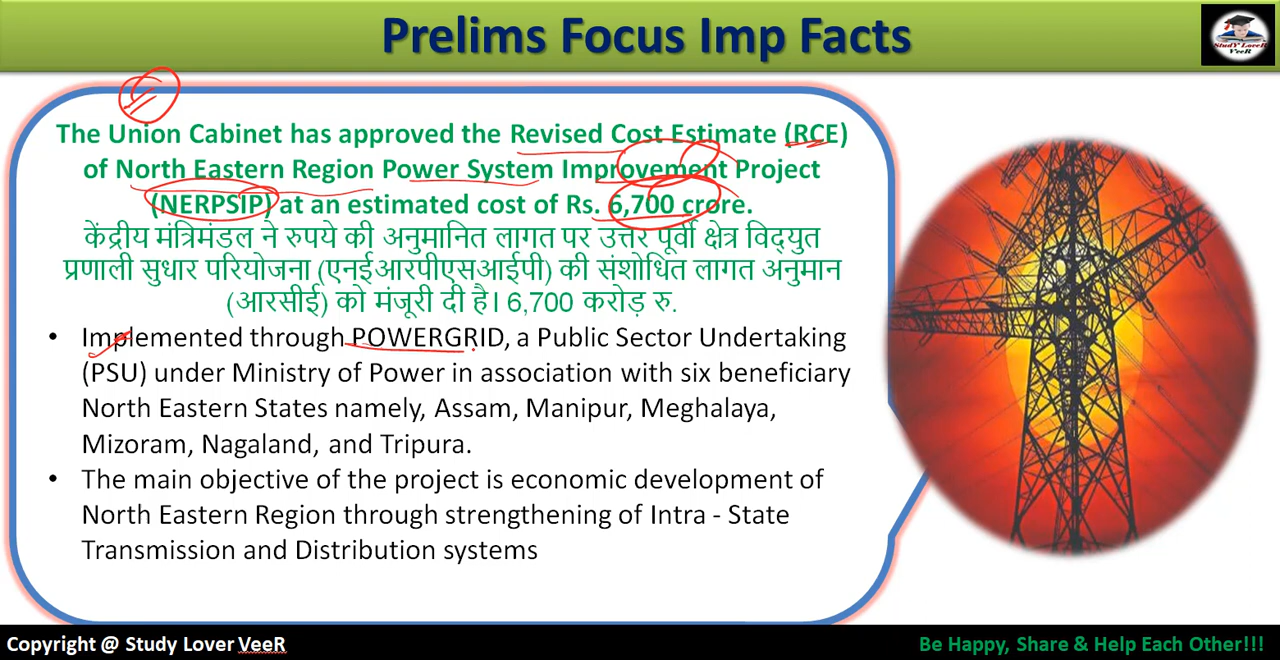 Prelims Focus Imp Facts
StudY LoveR
VeeR
The Union Cabinet has approved the Revised Cost Estimate (RCE)
of North Eastern Region Power System Improvement Project
(NERPSIP) at an estimated cost of Rs. 6,700 crore.
केंद्रीय मंत्रिमंडल ने रुपये की अनुमानित लागत पर उत्तर पूर्वी क्षेत्र विद्युत
प्रणाली सुधार परियोजना (एनईआरपीएसआईपी) की संशोधित लागत अनुमान
(आरसीई) को मंजूरी दी है। 6,700 करोड़ रु.
• Implemented through POWERGRID, a Public Sector Undertaking
(PSU) under Ministry of Power in association with six beneficiary
North Eastern States namely, Assam, Manipur, Meghalaya,
Mizoram, Nagaland, and Tripura.
• The main objective of the project is economic development of
North Eastern Region through strengthening of Intra - State
Transmission and Distribution systems
Copyright @ Study Lover VeeR
Be Happy, Share & Help Each Other!!!